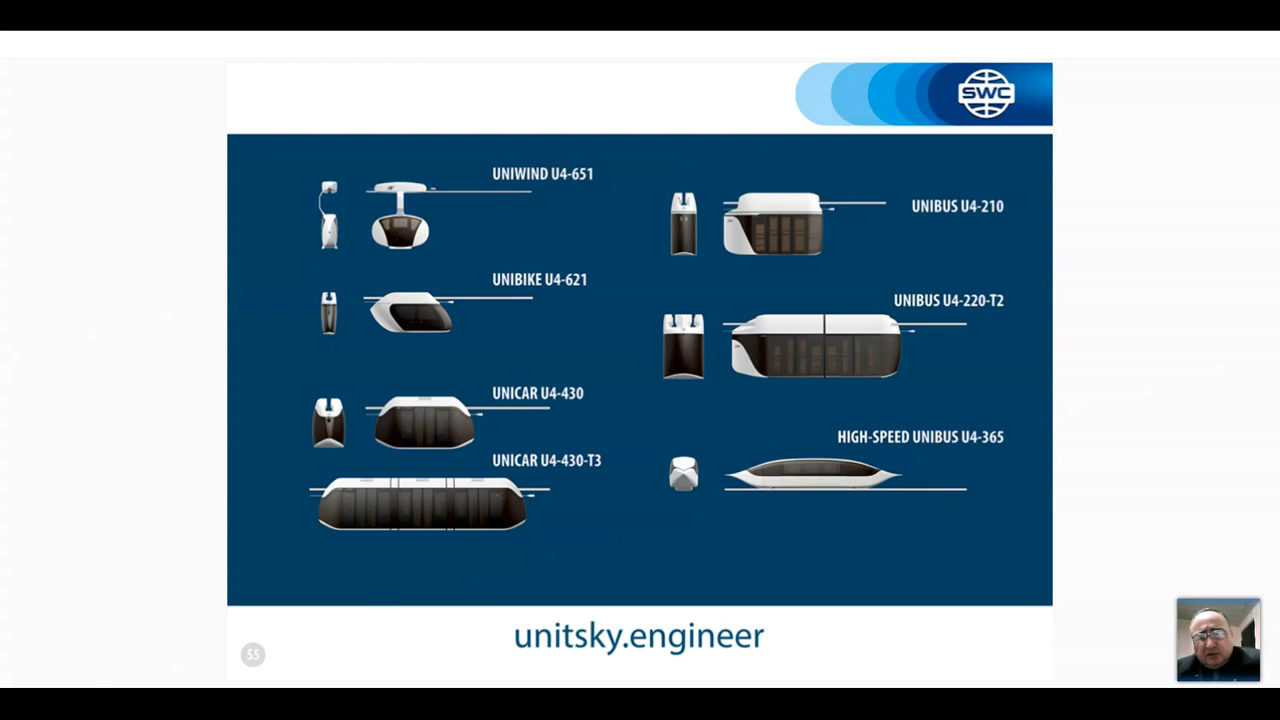 SWC
UNIWIND U4-651
UNIBIKE U4-621
UNICAR U4-430
UNICAR U4-430-T3
UNIBUS U4-210
UNIBUS U4-220-T2
HIGH-SPEED UNIBUS U4-365
unitsky.engineer
55